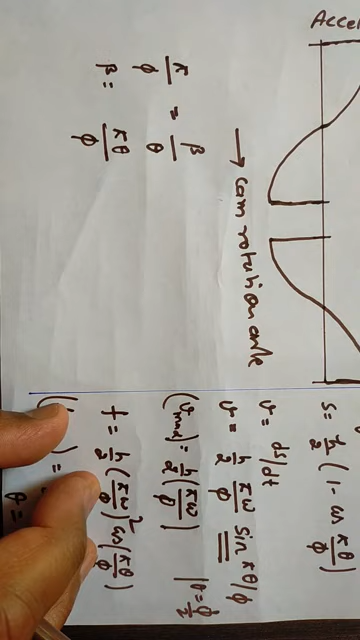 Accel
π/ϕ = β/θ
β = πθ/ϕ
→ Cam rotation angle
s = h/2 (1 - cos πθ/ϕ)
v = ds/dt
v = h/2 πω/ϕ sin πθ/ϕ
(vmax) = h/2 (πω/ϕ) |θ = ϕ/2
f = h/2 (πω/ϕ)² cos(πθ/ϕ)
( ) =
θ =